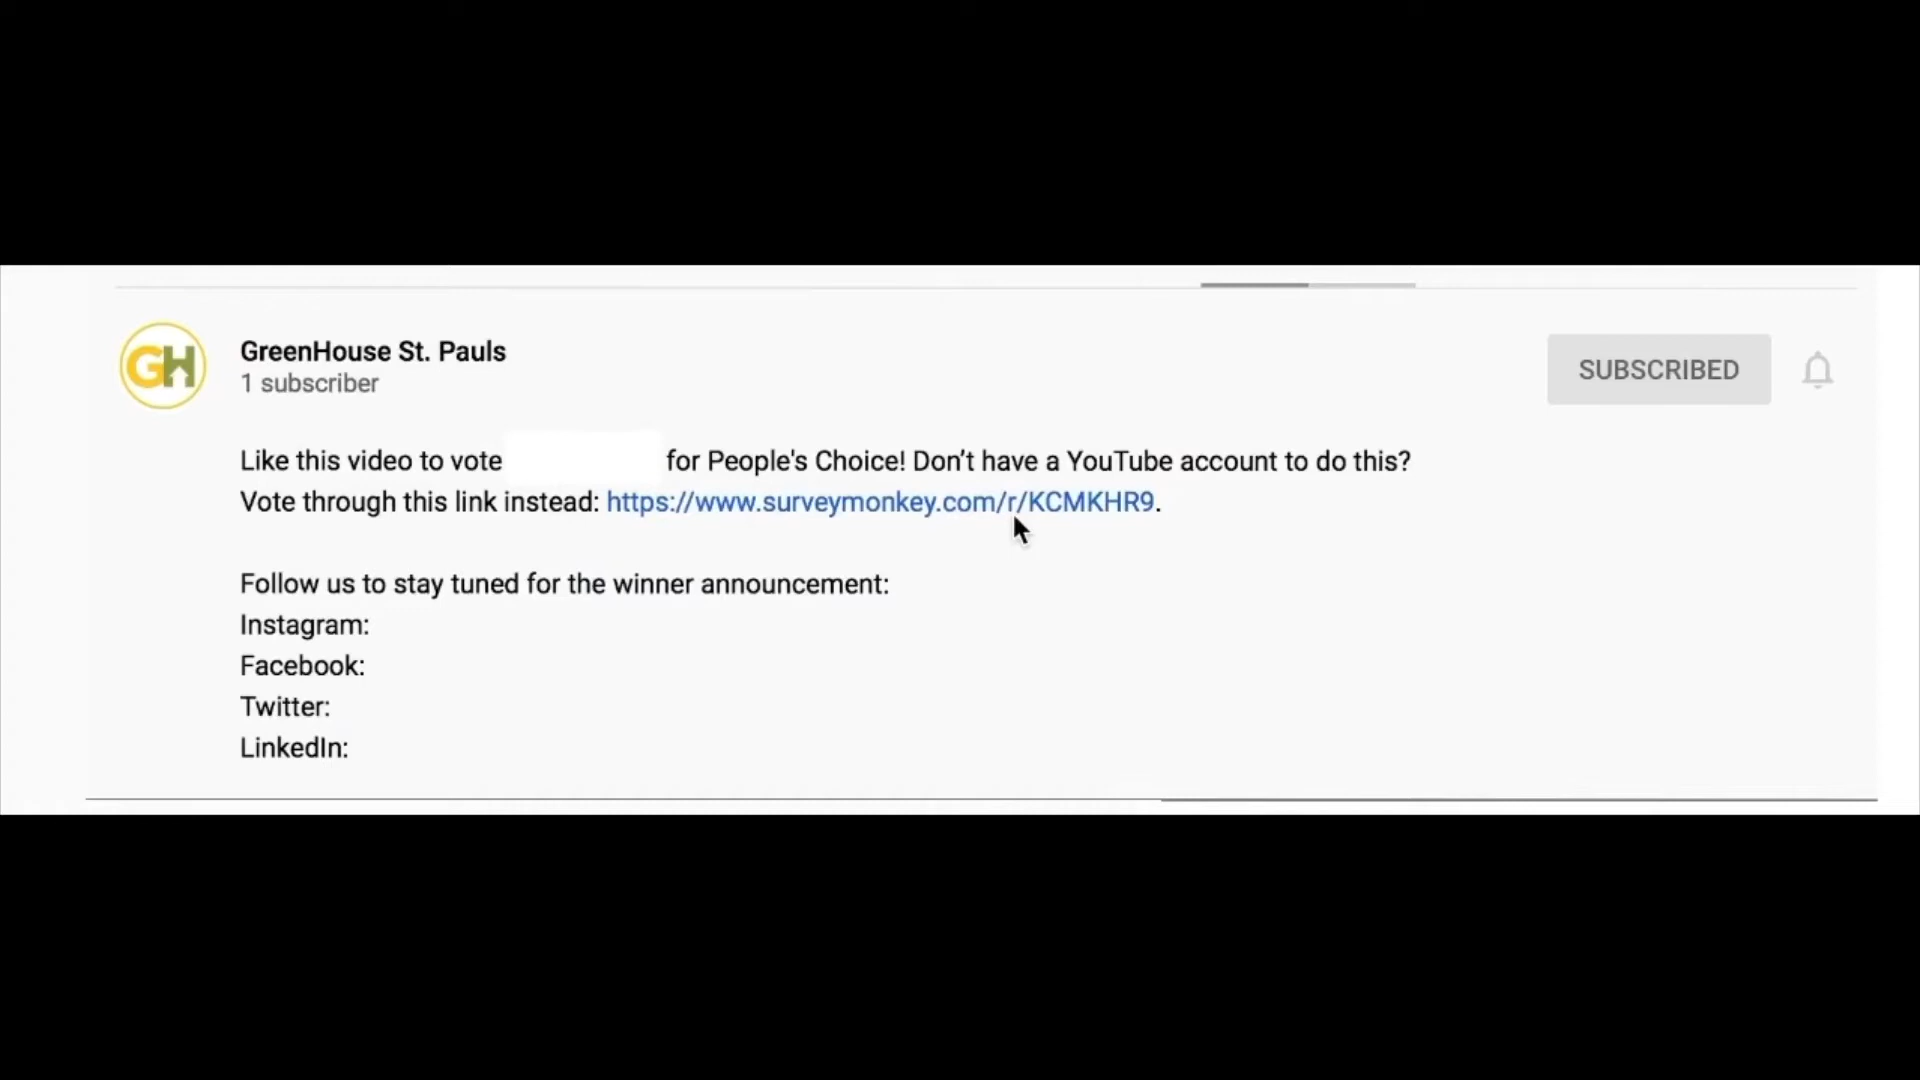 GH
GreenHouse St. Pauls
SUBSCRIBED
1 subscriber
Like this video to vote for People's Choice! Don't have a YouTube account to do this?
Vote through this link instead: https://www.surveymonkey.com/r/KCMKHR9.
Follow us to stay tuned for the winner announcement:
Instagram:
Facebook:
Twitter:
LinkedIn: